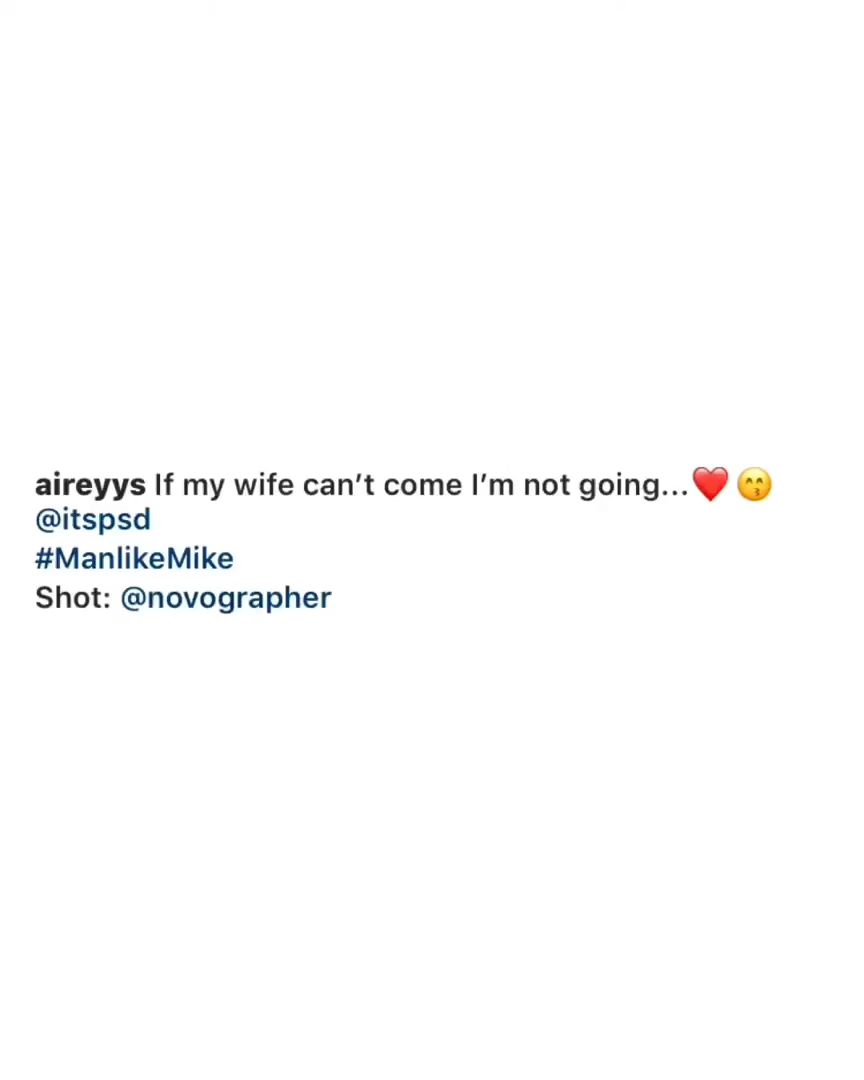 aireyys If my wife can’t come I’m not going...❤️ 😙
@itspsd
#ManlikeMike
Shot: @novographer